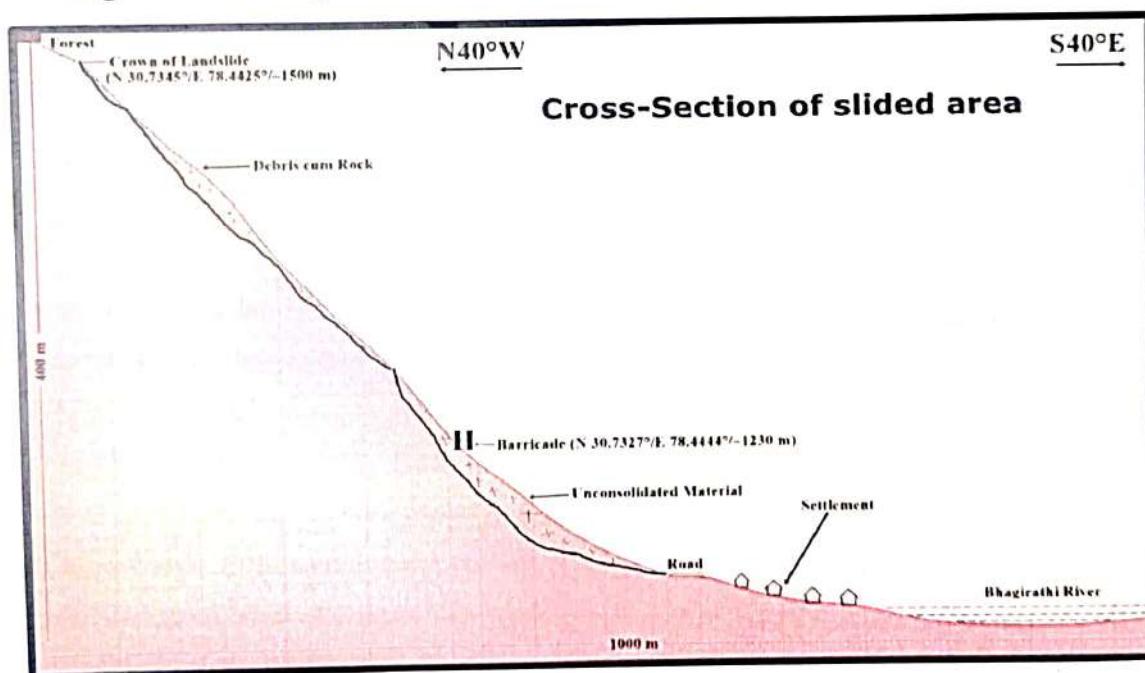 Forest
N40°W
S40°E
Crown of Landslide
(N 30.7345°/E 78.4425°/~1500 m)
Cross-Section of slided area
Debris cum Rock
400 m
Barricade (N 30.7327°/E 78.4444°/~1230 m)
Unconsolidated Material
Settlement
Road
Bhagirathi River
1000 m